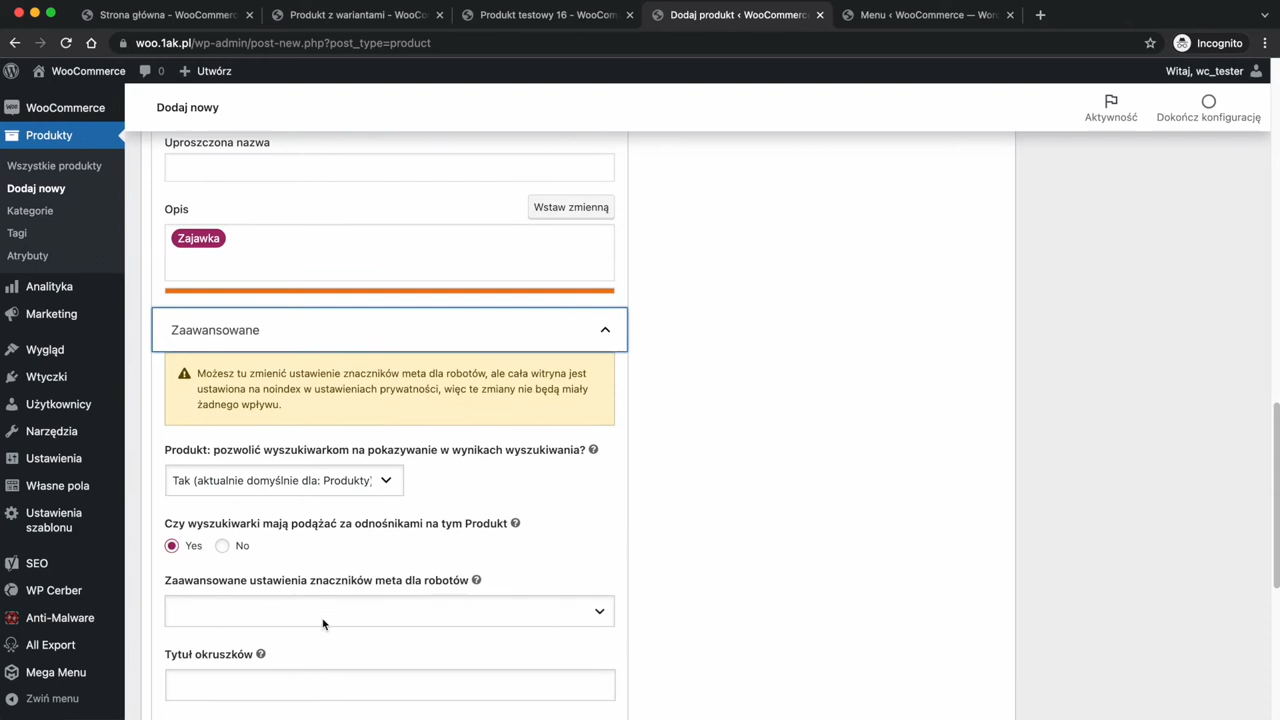 Strona główna - WooCommerce
Produkt z wariantami - WooC
Produkt testowy 16 - WooCom
Dodaj produkt ‹ WooCommerce
Menu ‹ WooCommerce — Wor
woo.1ak.pl/wp-admin/post-new.php?post_type=product
Incognito
WooCommerce
0
Utwórz
Witaj, wc_tester
WooCommerce
Produkty
Wszystkie produkty
Dodaj nowy
Kategorie
Tagi
Atrybuty
Analityka
Marketing
Wygląd
Wtyczki
Użytkownicy
Narzędzia
Ustawienia
Własne pola
Ustawienia
szablonu
SEO
WP Cerber
Anti-Malware
All Export
Mega Menu
Zwiń menu
Dodaj nowy
Aktywność
Dokończ konfigurację
Uproszczona nazwa
Opis
Wstaw zmienną
Zajawka
Zaawansowane
Możesz tu zmienić ustawienie znaczników meta dla robotów, ale cała witryna jest
ustawiona na noindex w ustawieniach prywatności, więc te zmiany nie będą miały
żadnego wpływu.
Produkt: pozwolić wyszukiwarkom na pokazywanie w wynikach wyszukiwania?
Tak (aktualnie domyślnie dla: Produkty)
Czy wyszukiwarki mają podążać za odnośnikami na tym Produkt
Yes No
Zaawansowane ustawienia znaczników meta dla robotów
Tytuł okruszków